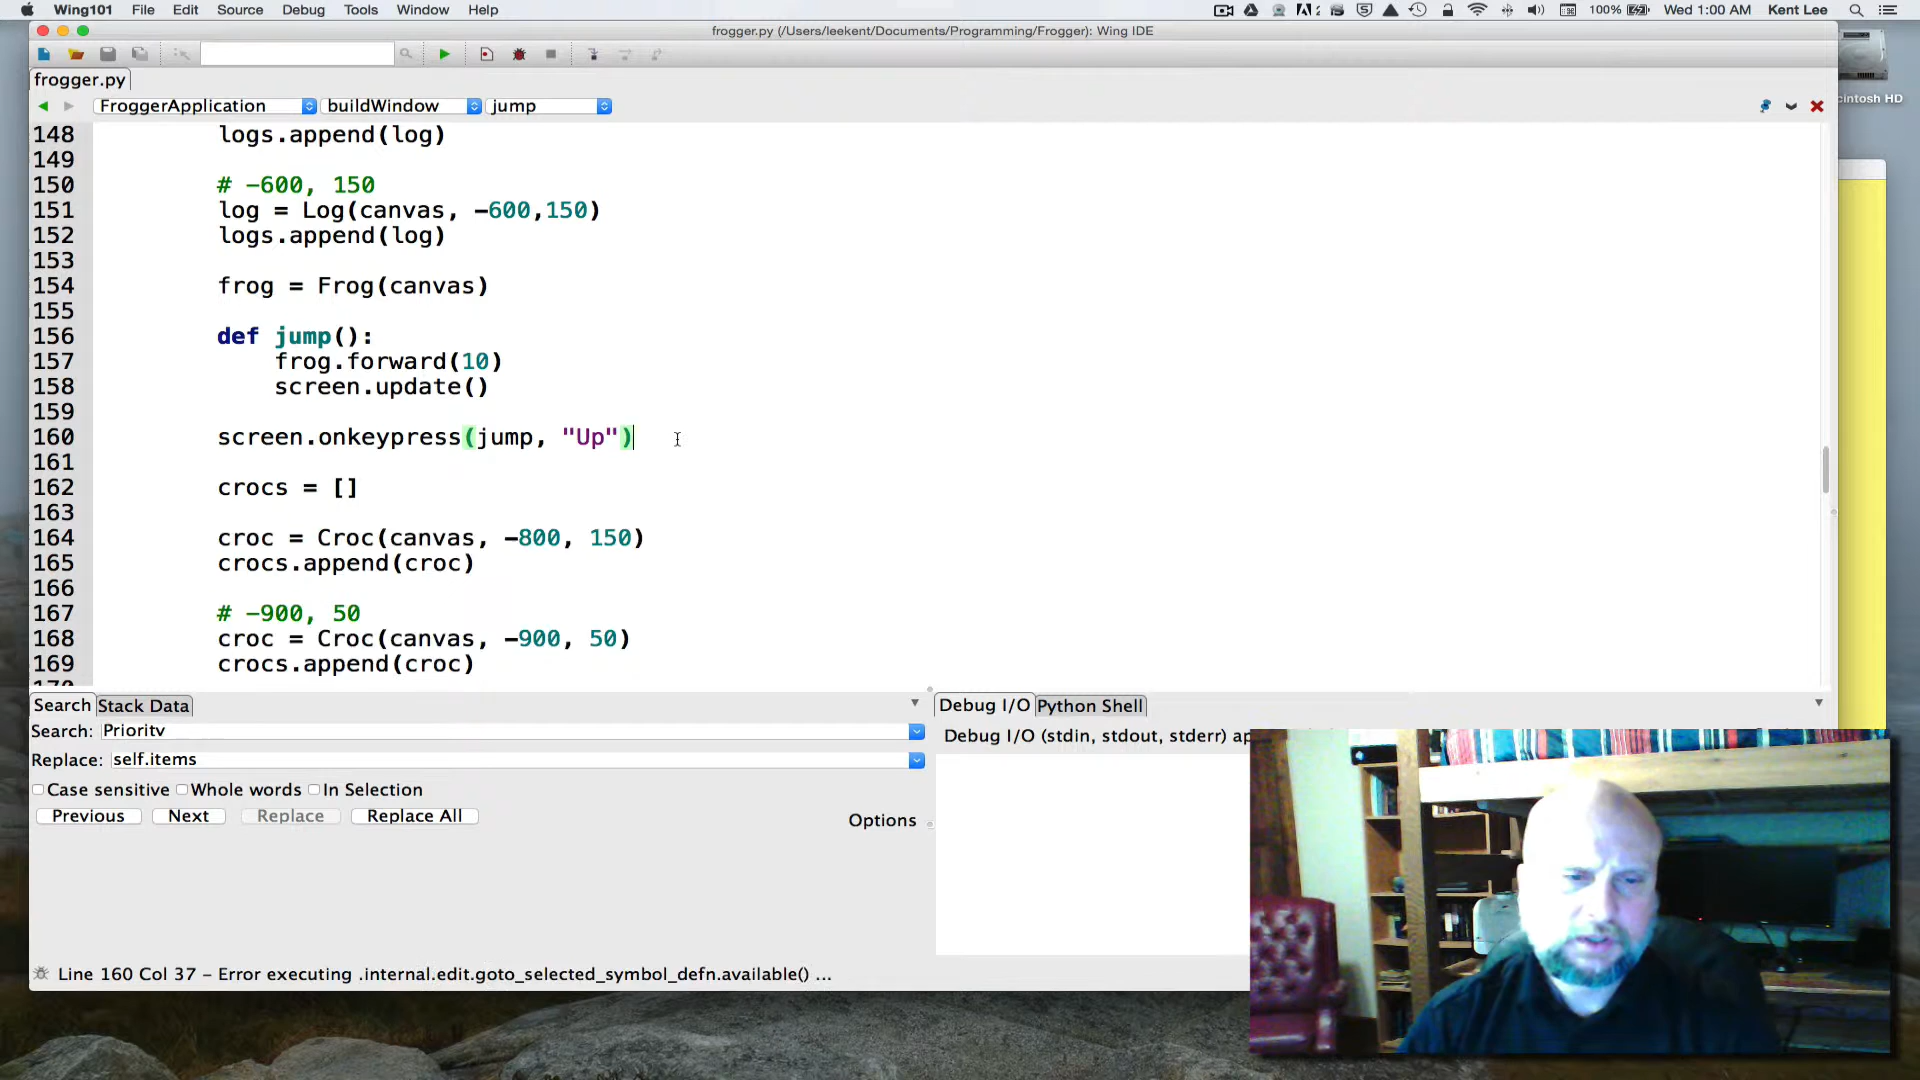 Wing101 File Edit Source Debug Tools Window Help 100% Wed 1:00 AM Kent Lee
frogger.py (/Users/leekent/Documents/Programming/Frogger): Wing IDE
frogger.py
FroggerApplication buildWindow jump
cintosh HD
148 logs.append(log)
149
150 # -600, 150
151 log = Log(canvas, -600,150)
152 logs.append(log)
153
154 frog = Frog(canvas)
155
156 def jump():
157 frog.forward(10)
158 screen.update()
159
160 screen.onkeypress(jump, "Up")
161
162 crocs = []
163
164 croc = Croc(canvas, -800, 150)
165 crocs.append(croc)
166
167 # -900, 50
168 croc = Croc(canvas, -900, 50)
169 crocs.append(croc)
Search Stack Data
Debug I/O Python Shell
Search: Priority
Debug I/O (stdin, stdout, stderr) ap
Replace: self.items
Case sensitive Whole words In Selection
Previous Next Replace Replace All
Options
Line 160 Col 37 – Error executing .internal.edit.goto_selected_symbol_defn.available() ...